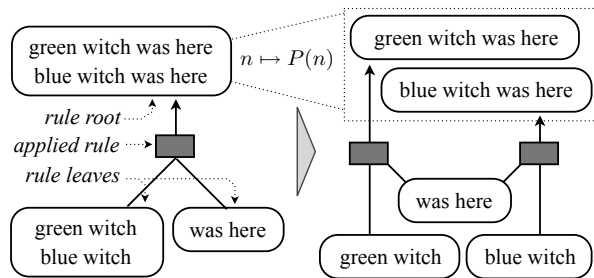 green witch was here
blue witch was here
rule root
applied rule
rule leaves
green witch
blue witch
was here
n ↦ P(n)
green witch was here
blue witch was here
was here
green witch
blue witch